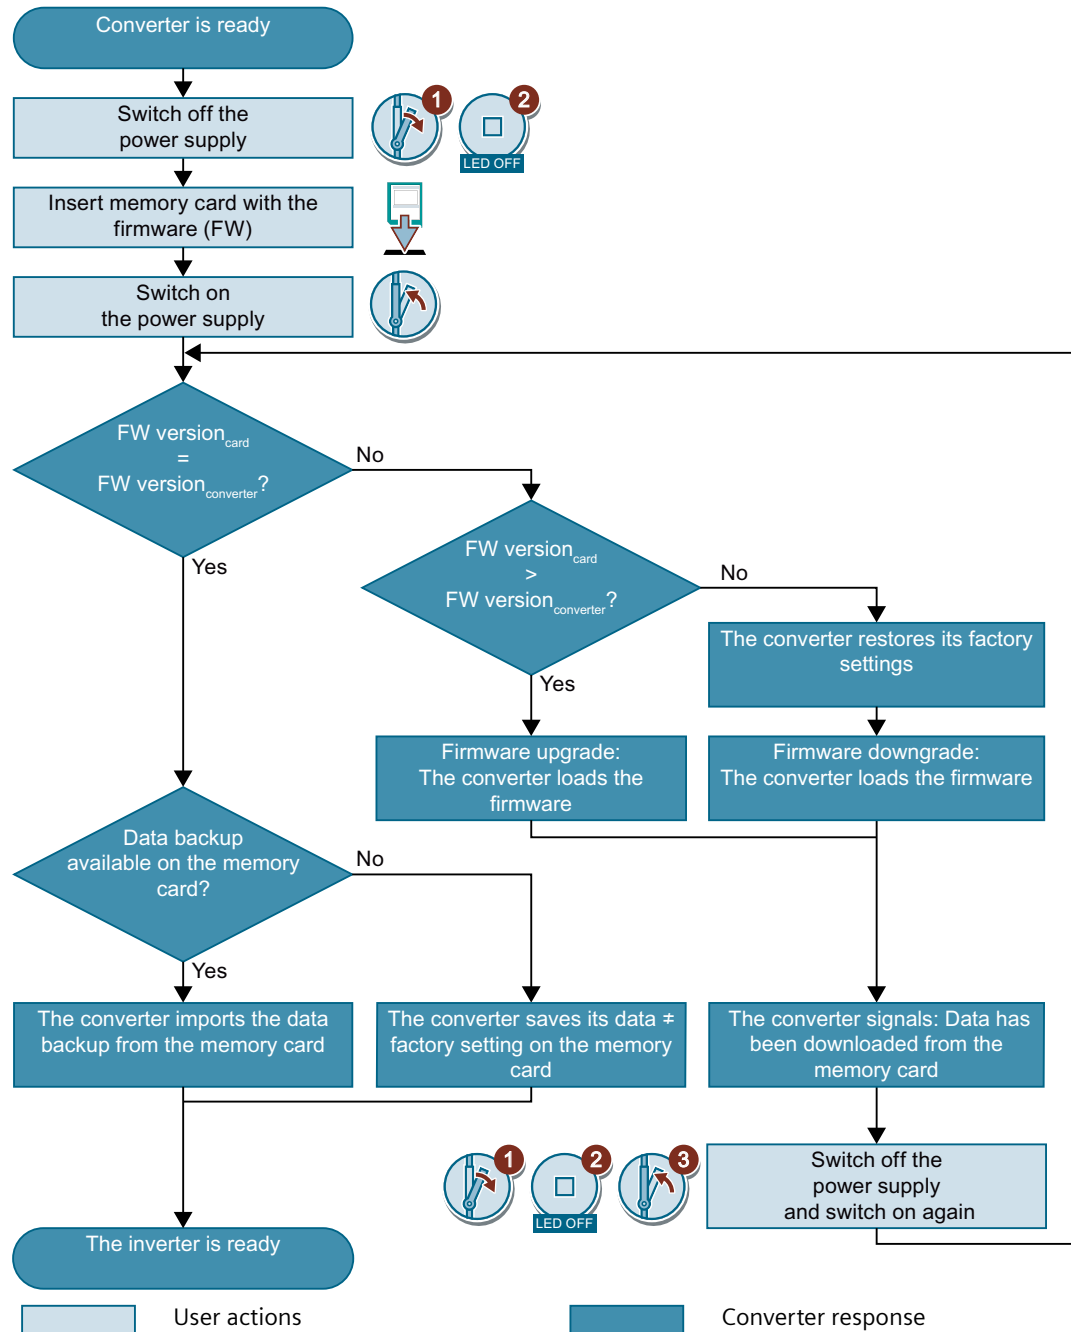 Converter is ready
Switch off the
power supply
1
2
LED OFF
Insert memory card with the
firmware (FW)
Switch on
the power supply
FW version card
=
FW version converter?
No
Yes
FW version card
>
FW version converter?
No
Yes
The converter restores its factory
settings
Firmware upgrade:
The converter loads the
firmware
Firmware downgrade:
The converter loads the firmware
Data backup
available on the memory
card?
No
Yes
The converter imports the data
backup from the memory card
The converter saves its data ≠
factory setting on the memory
card
The converter signals: Data has
been downloaded from the
memory card
1
2
3
LED OFF
Switch off the
power supply
and switch on again
The inverter is ready
User actions
Converter response